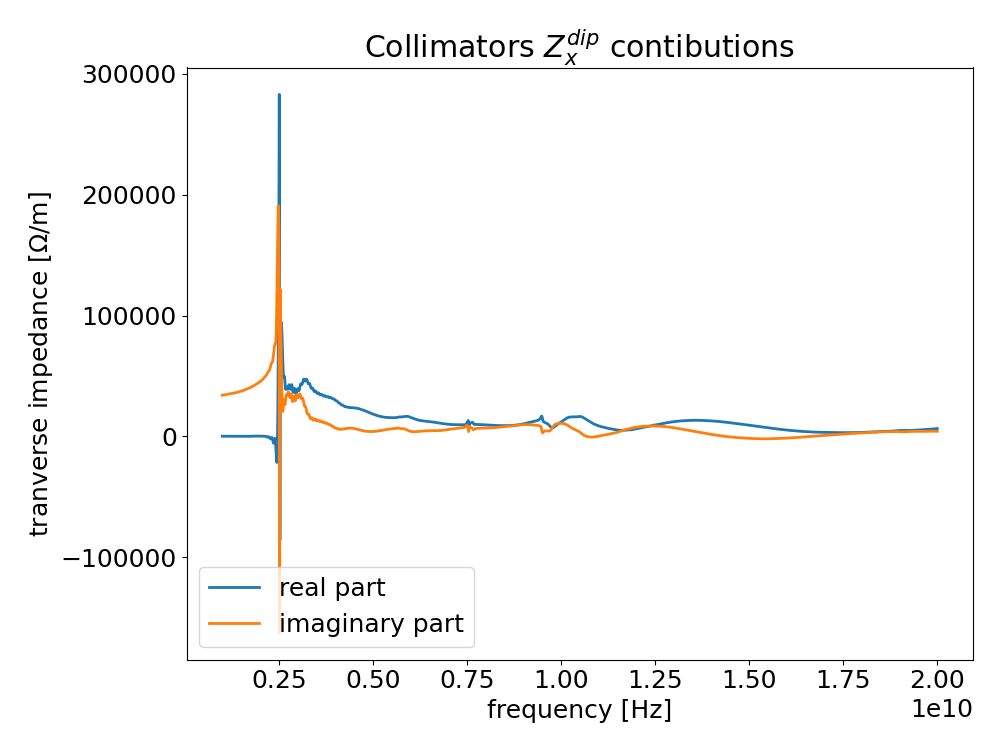 Collimators $Z_x^{dip}$ contibutions
300000
200000
100000
0
−100000
tranverse impedance [Ω/m]
real part
imaginary part
0.25 0.50 0.75 1.00 1.25 1.50 1.75 2.00
1e10
frequency [Hz]